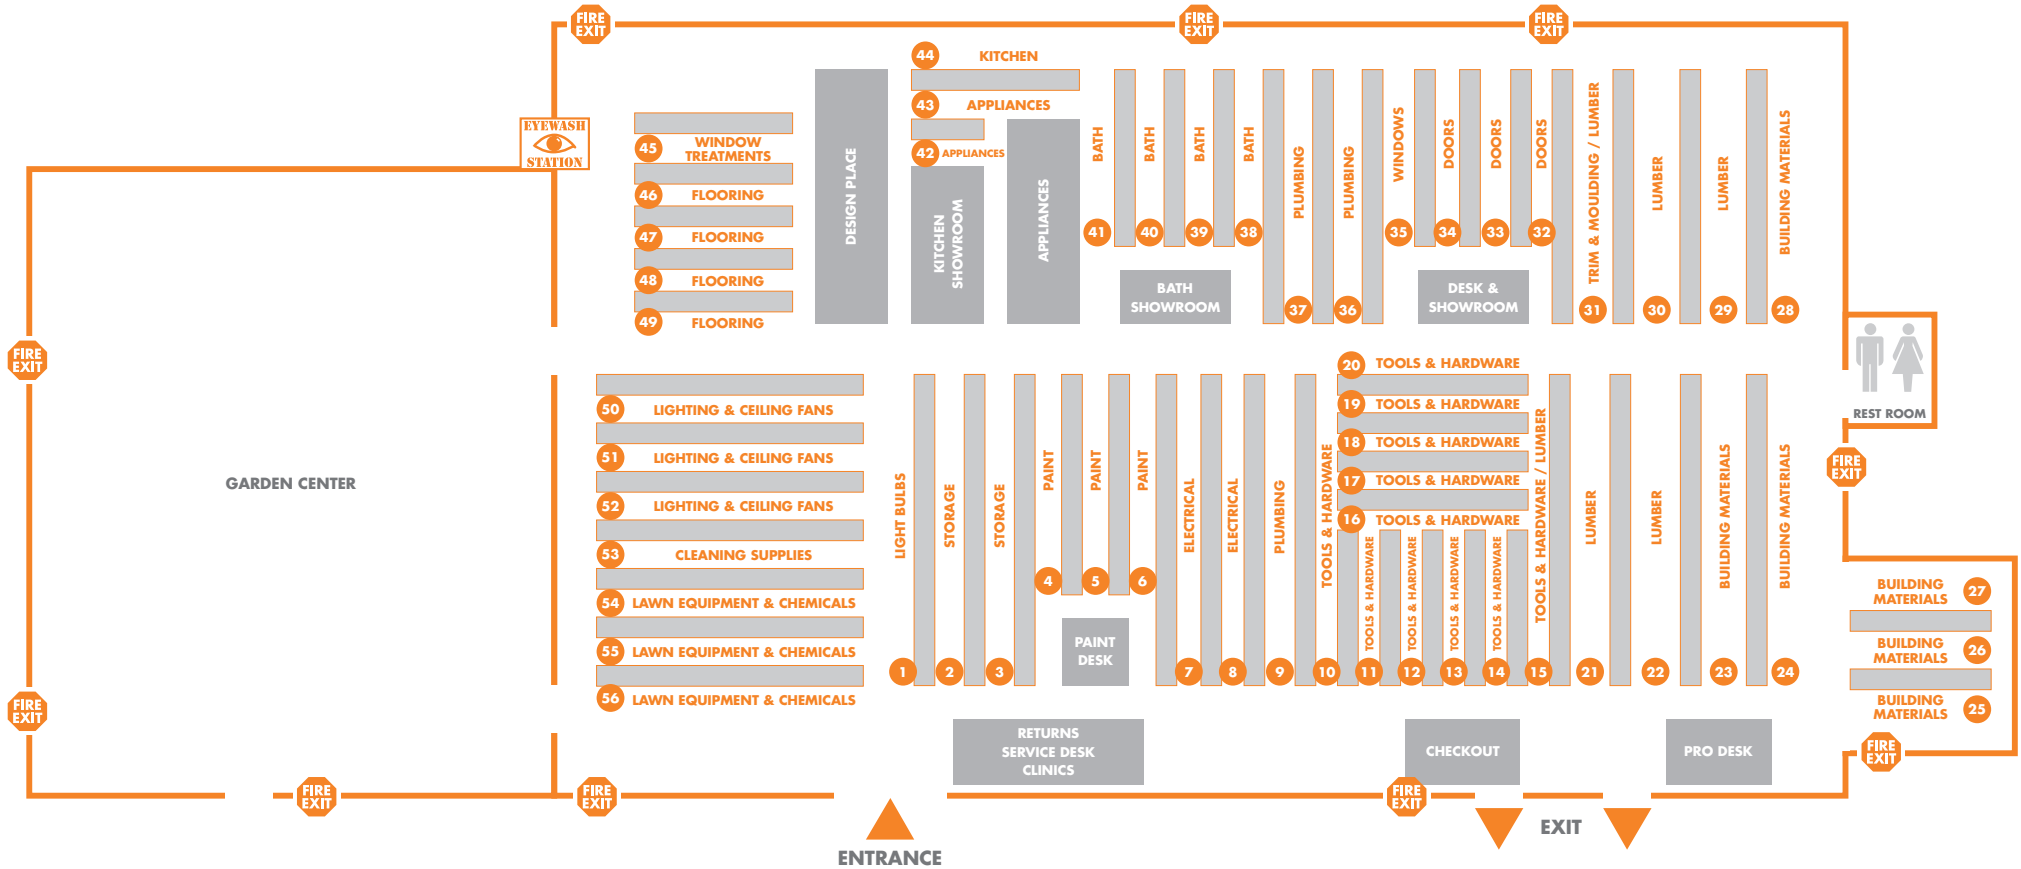 FIRE
EXIT
FIRE
EXIT
FIRE
EXIT
44 KITCHEN
43 APPLIANCES
42 APPLIANCES
EYEWASH
STATION
45 WINDOW
TREATMENTS
46 FLOORING
47 FLOORING
48 FLOORING
49 FLOORING
DESIGN PLACE
KITCHEN
SHOWROOM
APPLIANCES
BATH
41
BATH
40
BATH
39
BATH
38
BATH
SHOWROOM
PLUMBING
37
PLUMBING
36
WINDOWS
35
DOORS
34
DOORS
33
DOORS
32
DESK &
SHOWROOM
TRIM & MOULDING / LUMBER
31
LUMBER
30
LUMBER
29
BUILDING MATERIALS
28
REST ROOM
FIRE
EXIT
FIRE
EXIT
GARDEN CENTER
FIRE
EXIT
FIRE
EXIT
50 LIGHTING & CEILING FANS
51 LIGHTING & CEILING FANS
52 LIGHTING & CEILING FANS
53 CLEANING SUPPLIES
54 LAWN EQUIPMENT & CHEMICALS
55 LAWN EQUIPMENT & CHEMICALS
56 LAWN EQUIPMENT & CHEMICALS
LIGHT BULBS
1
STORAGE
2
STORAGE
3
PAINT
4
PAINT
5
PAINT
6
PAINT
DESK
ELECTRICAL
7
ELECTRICAL
8
PLUMBING
9
TOOLS & HARDWARE
10
20 TOOLS & HARDWARE
19 TOOLS & HARDWARE
18 TOOLS & HARDWARE
17 TOOLS & HARDWARE
16 TOOLS & HARDWARE
TOOLS & HARDWARE
11
TOOLS & HARDWARE
12
TOOLS & HARDWARE
13
TOOLS & HARDWARE
14
TOOLS & HARDWARE / LUMBER
15
LUMBER
21
LUMBER
22
BUILDING MATERIALS
23
BUILDING MATERIALS
24
BUILDING
MATERIALS 27
BUILDING
MATERIALS 26
BUILDING
MATERIALS 25
RETURNS
SERVICE DESK
CLINICS
CHECKOUT
PRO DESK
FIRE
EXIT
FIRE
EXIT
FIRE
EXIT
ENTRANCE
EXIT